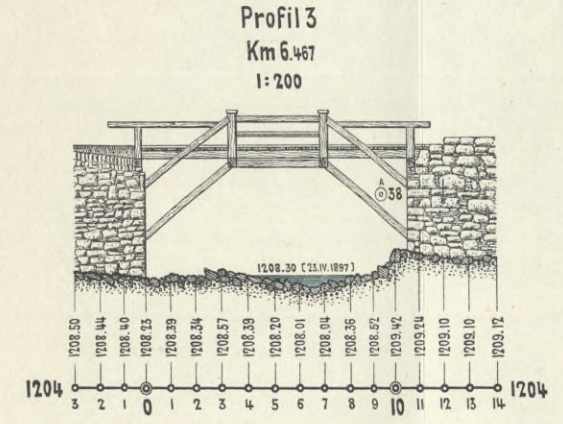 Profil 3
Km 6.467
1:200
A
38
1208.30 (23.IV.1897)
1208.50 1208.44 1208.40 1208.23 1208.39 1208.34 1208.57 1208.39 1208.20 1208.01 1208.04 1208.36 1208.52 1209.42 1209.24 1209.10 1209.10 1209.12
1204 1204
3 2 1 0 1 2 3 4 5 6 7 8 9 10 11 12 13 14